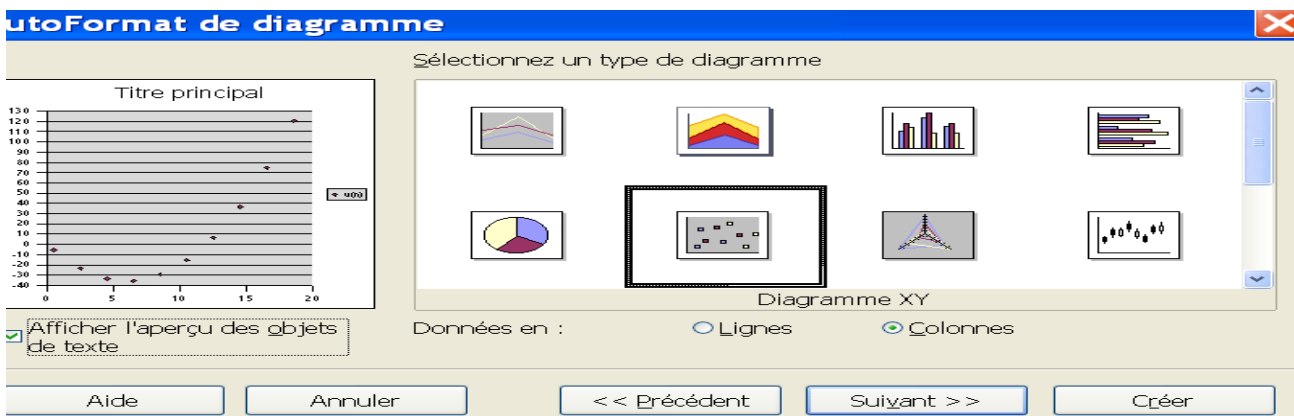 utoFormat de diagramme
Sélectionnez un type de diagramme
Titre principal
130
120
110
100
90
80
70
60
50
40
30
20
10
0
-10
-20
-30
-40
0 5 10 15 20
u(n)
Diagramme XY
Afficher l'aperçu des objets
de texte
Données en :
Lignes
Colonnes
Aide
Annuler
<< Précédent
Suivant >>
Créer